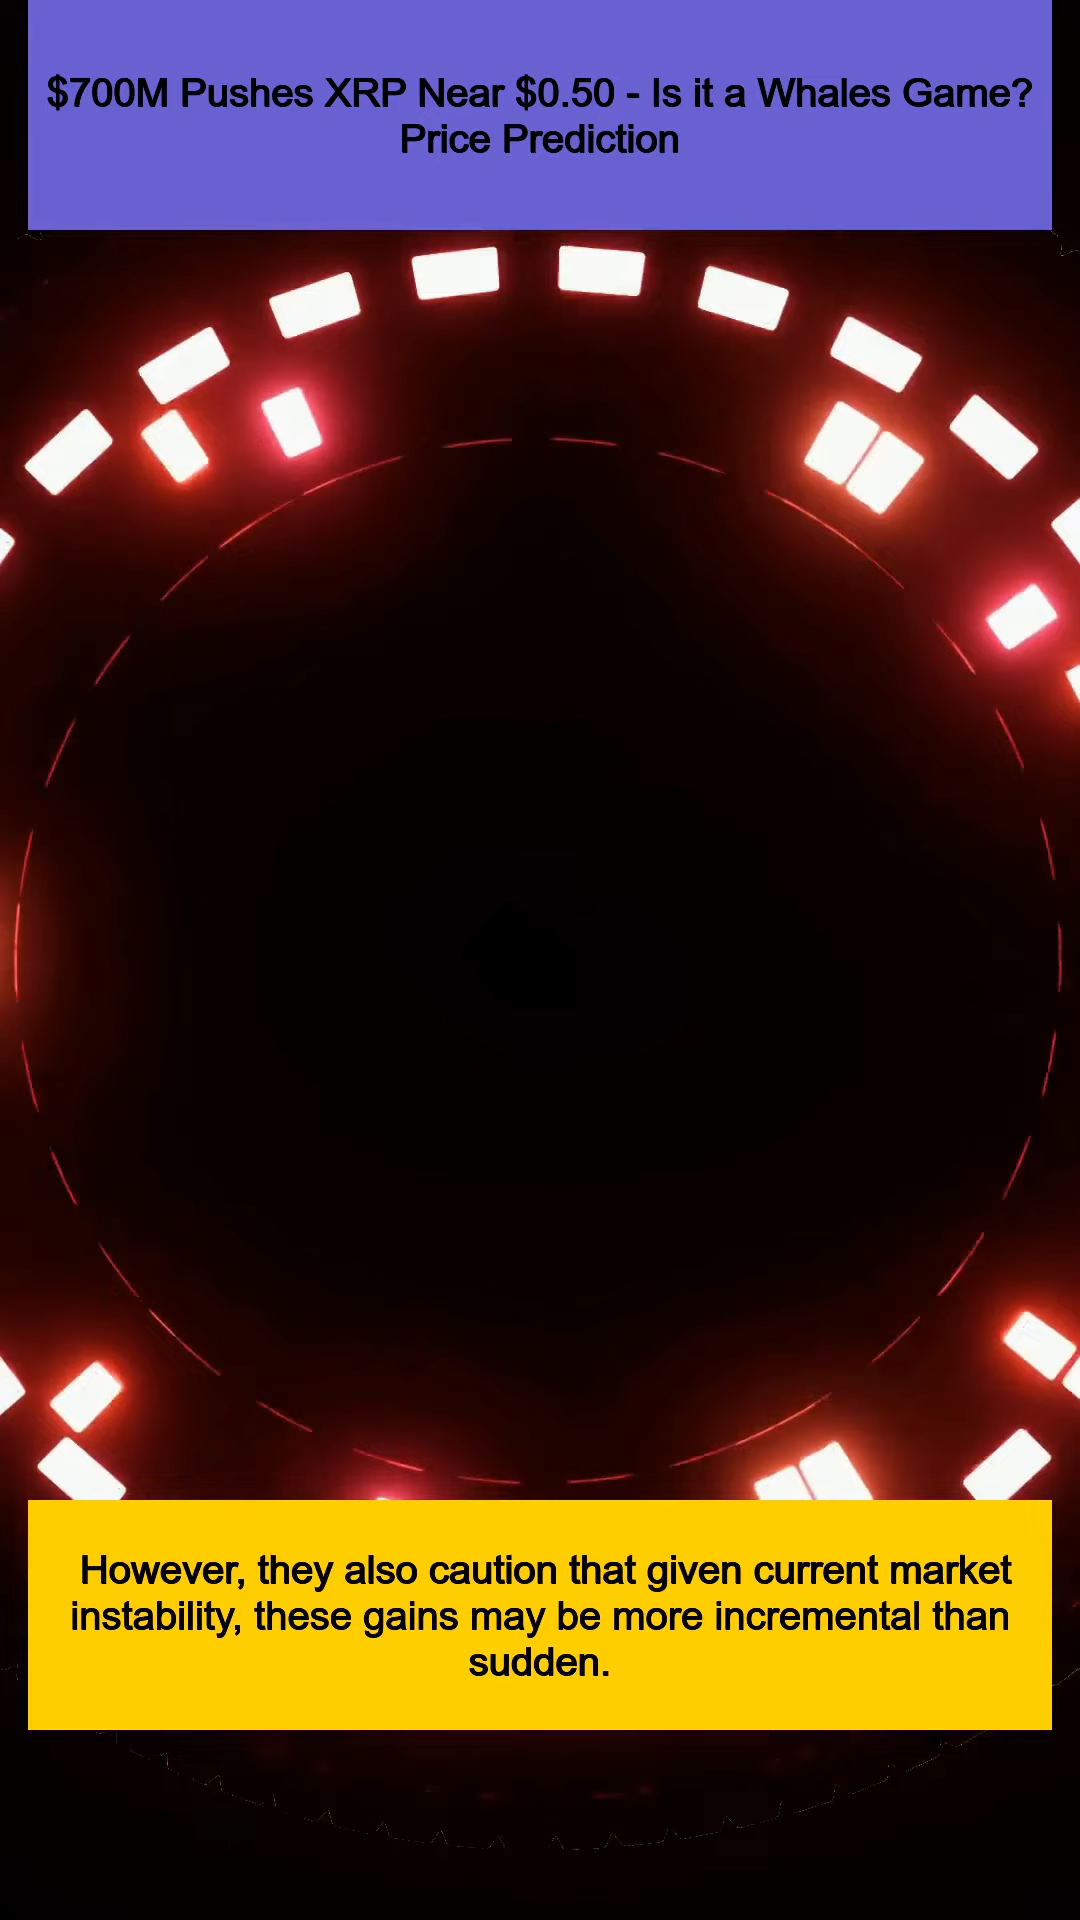 $700M Pushes XRP Near $0.50 - Is it a Whales Game?
Price Prediction
However, they also caution that given current market
instability, these gains may be more incremental than
sudden.